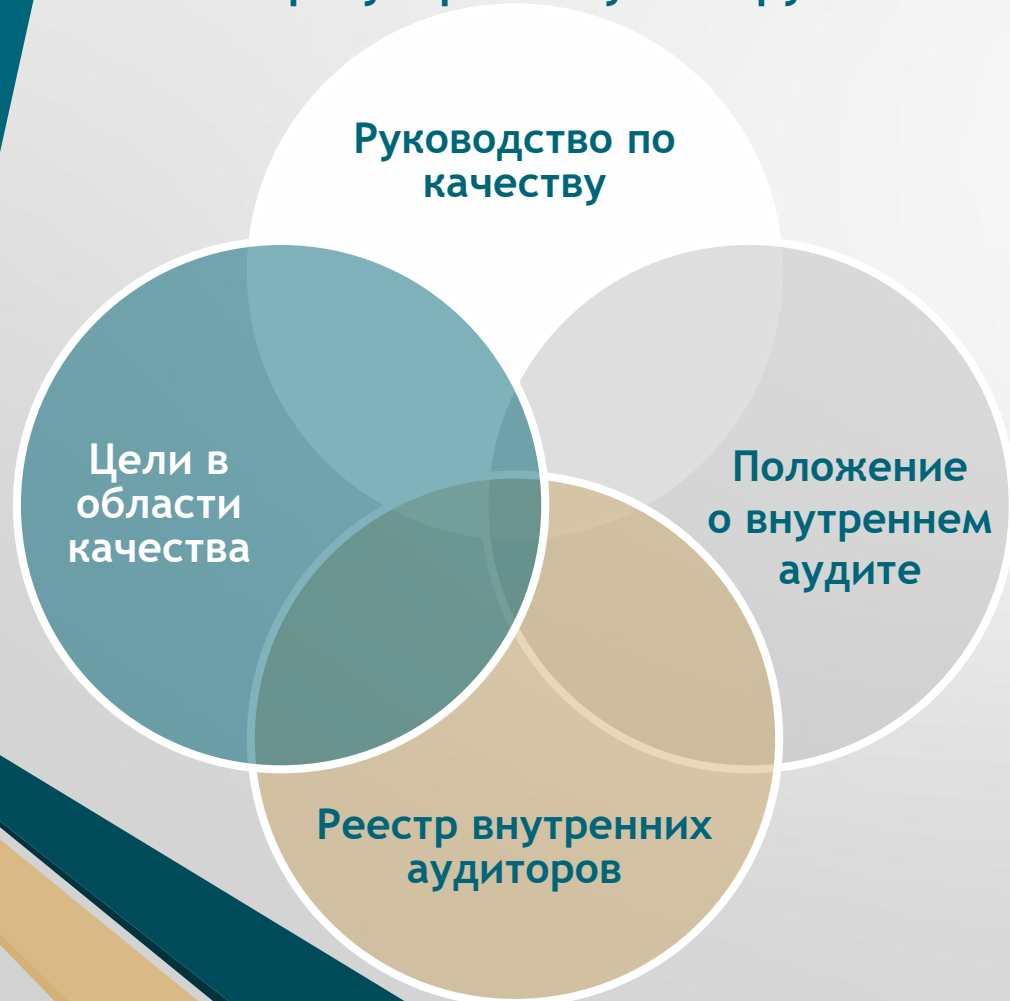 Руководство по
качеству
Цели в
области
качества
Положение
о внутреннем
аудите
Реестр внутренних
аудиторов